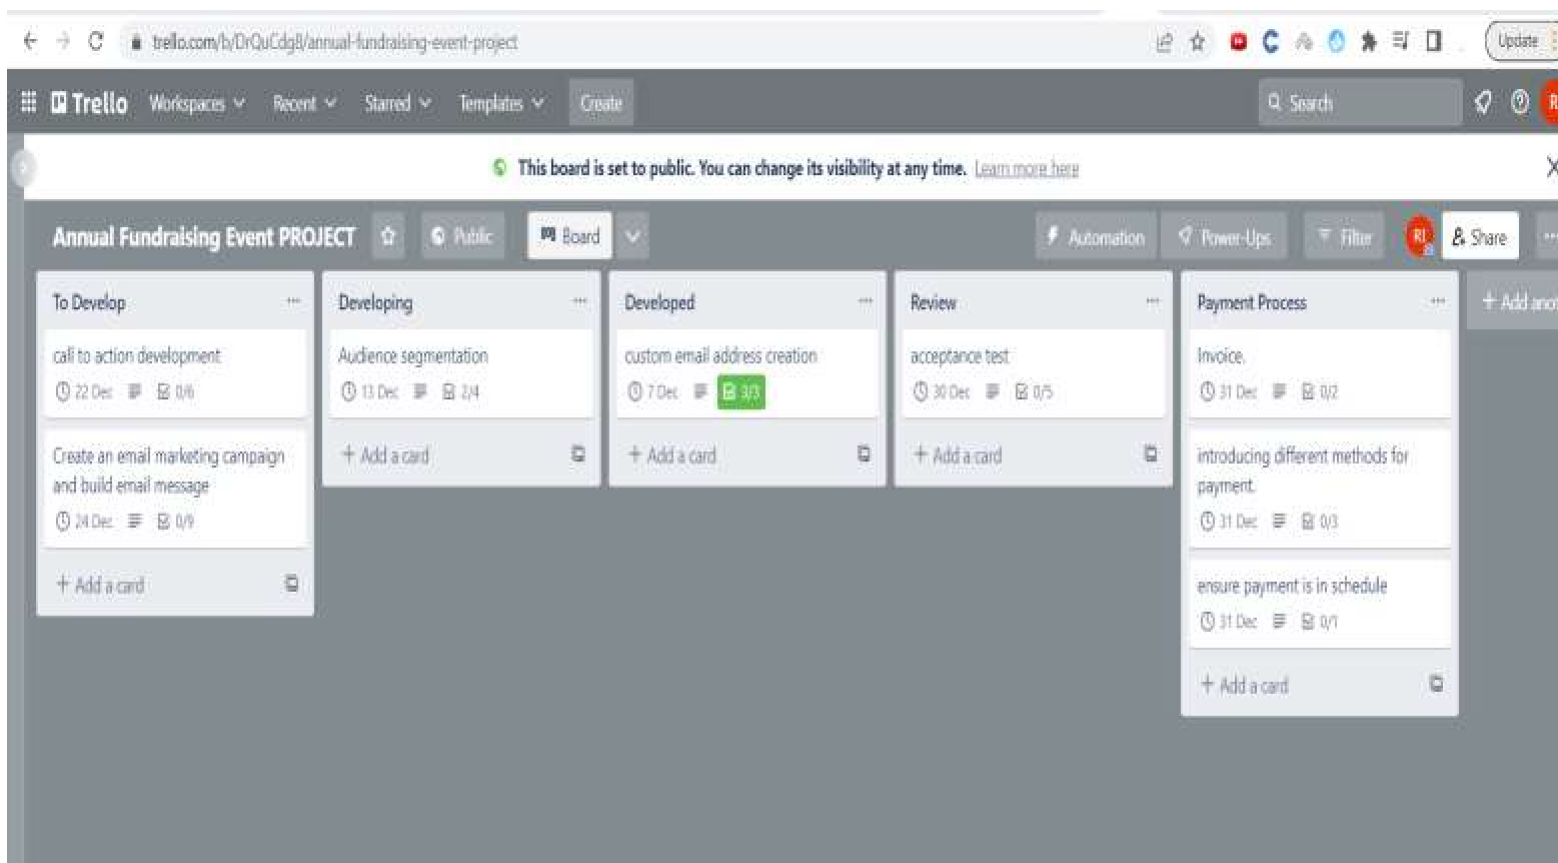 trello.com/b/DrQuCdg8/annual-fundraising-event-project
Update
Trello Workspaces Recent Starred Templates Create Search
This board is set to public. You can change its visibility at any time. Learn more here
Annual Fundraising Event PROJECT Public Board Automation Power-Ups Filter RI Share
To Develop
call to action development
22 Dec 0/6
Create an email marketing campaign
and build email message
24 Dec 0/9
+ Add a card
Developing
Audience segmentation
13 Dec 2/4
+ Add a card
Developed
custom email address creation
7 Dec 3/3
+ Add a card
Review
acceptance test
30 Dec 0/5
+ Add a card
Payment Process
Invoice.
31 Dec 0/2
introducing different methods for
payment.
31 Dec 0/3
ensure payment is in schedule
31 Dec 0/1
+ Add a card
+ Add